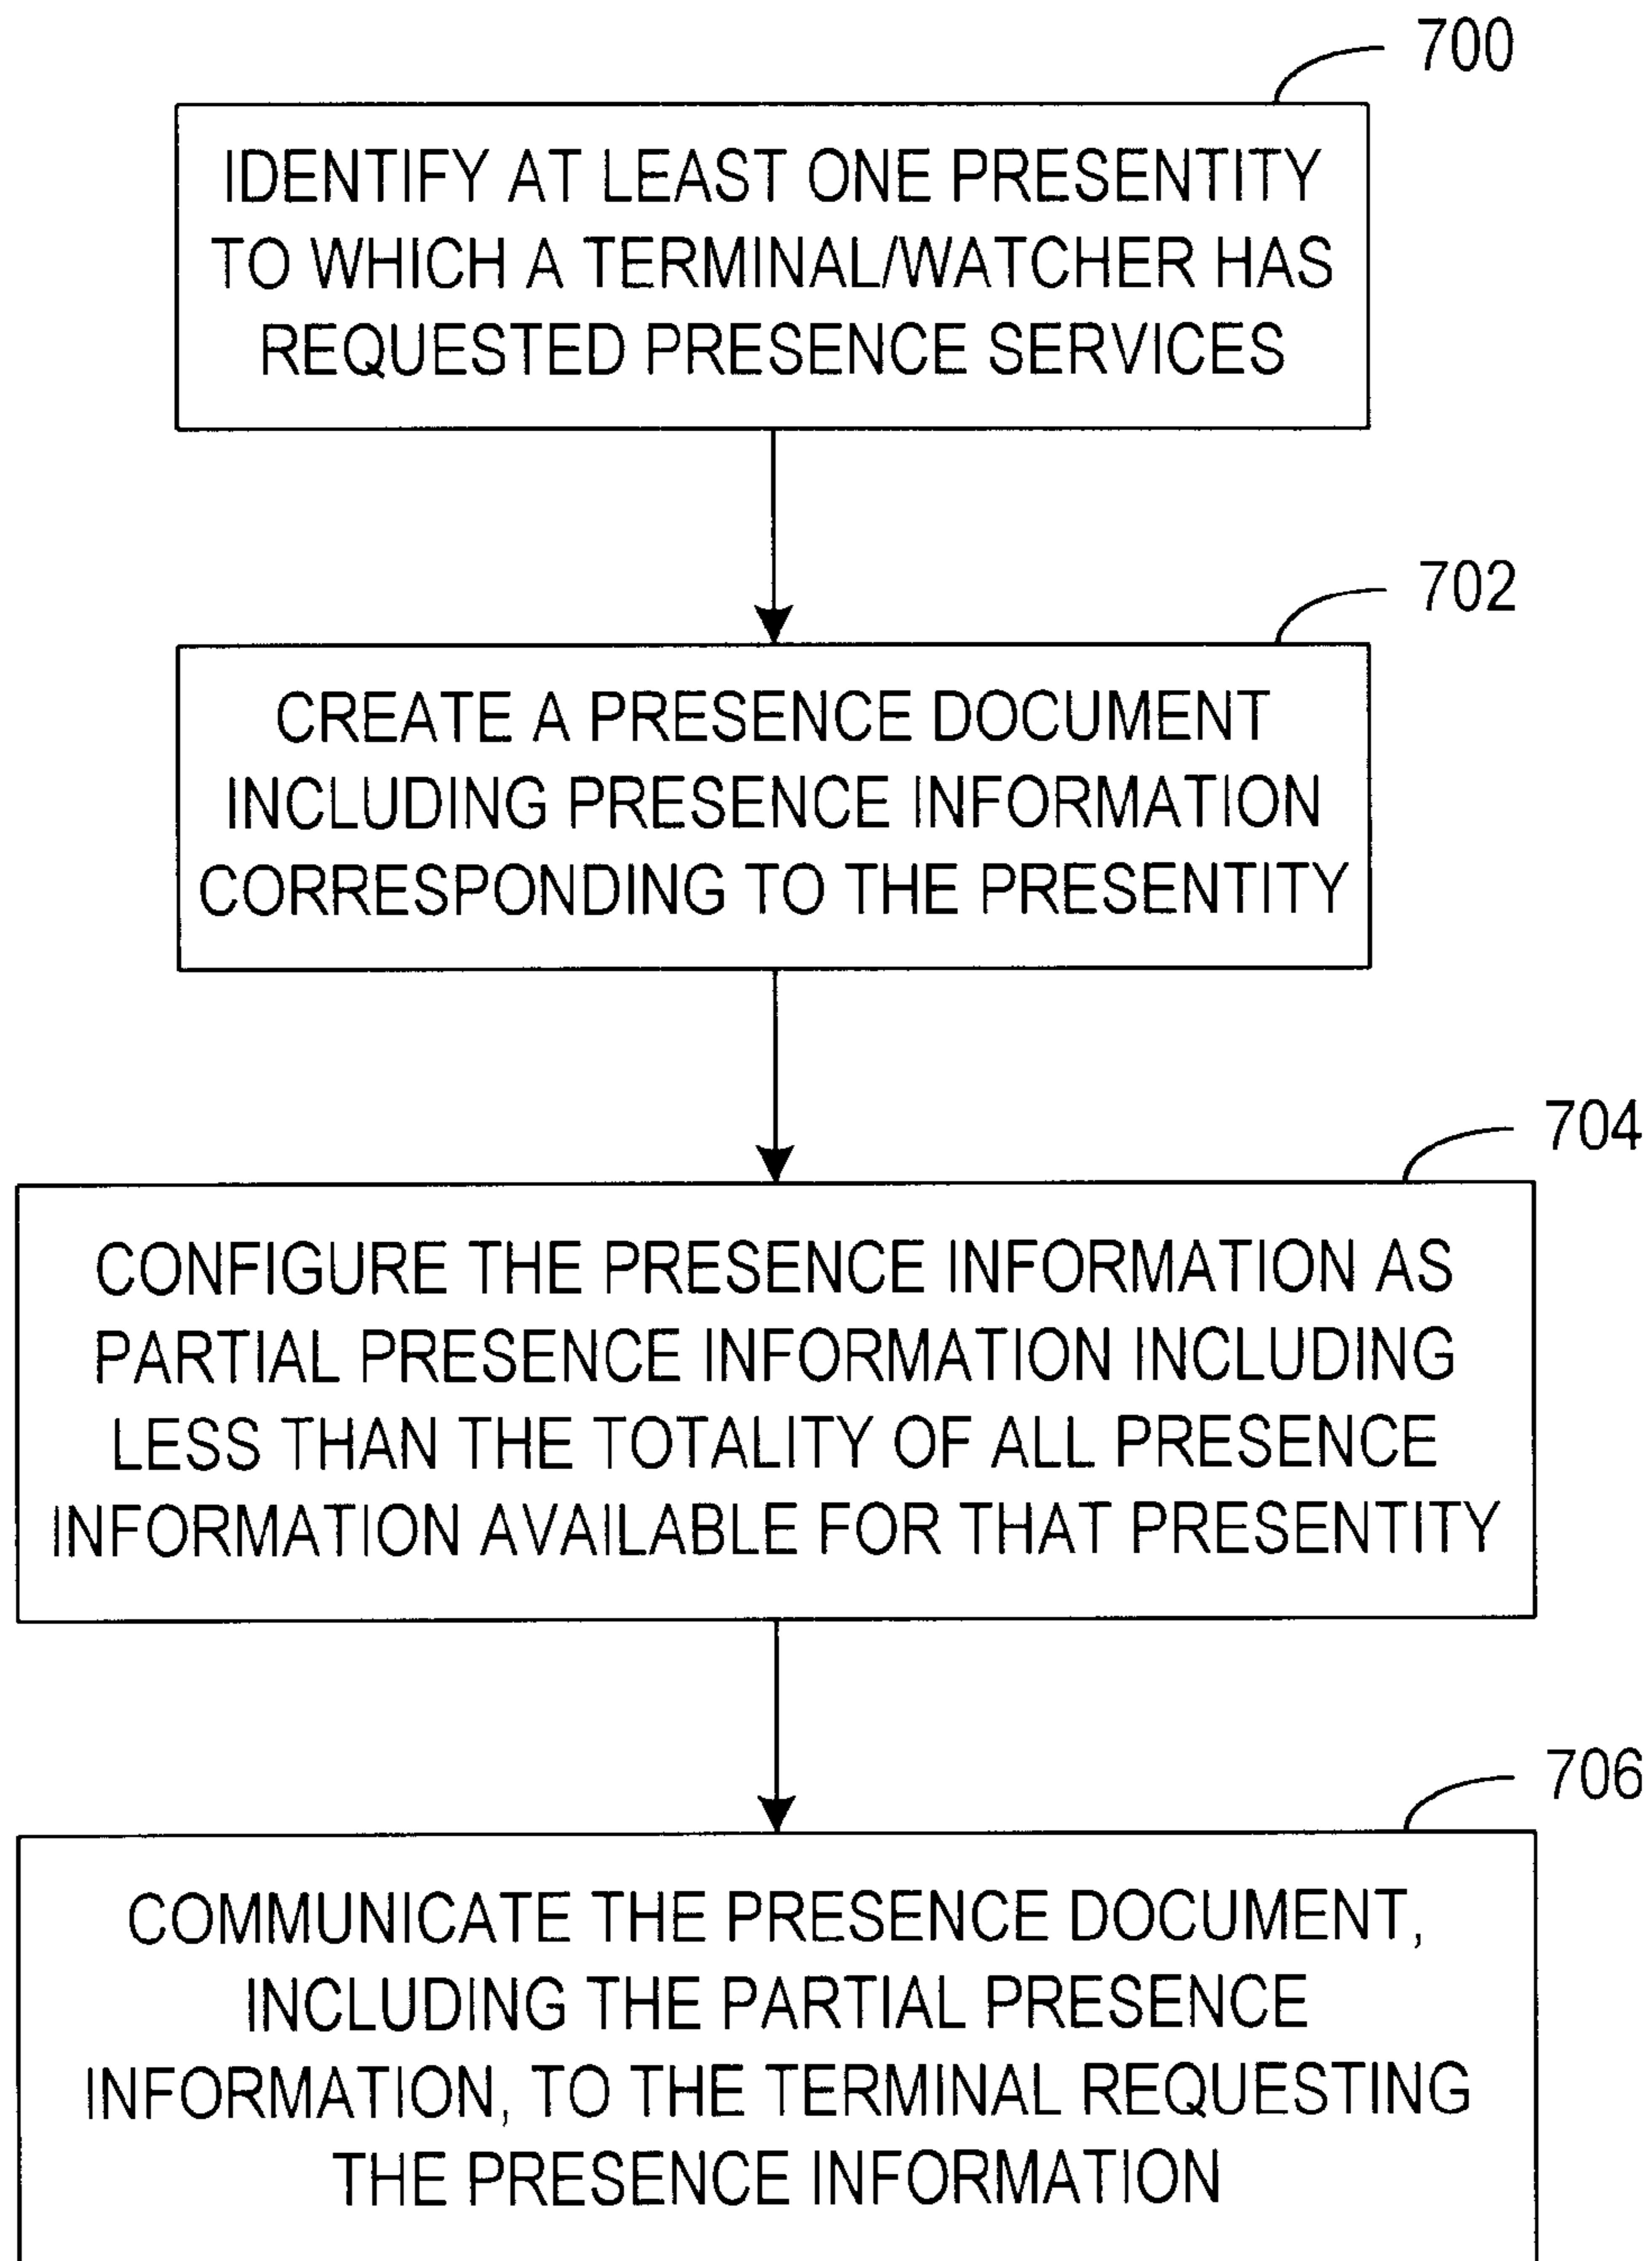 700
IDENTIFY AT LEAST ONE PRESENTITY
TO WHICH A TERMINAL/WATCHER HAS
REQUESTED PRESENCE SERVICES
702
CREATE A PRESENCE DOCUMENT
INCLUDING PRESENCE INFORMATION
CORRESPONDING TO THE PRESENTITY
704
CONFIGURE THE PRESENCE INFORMATION AS
PARTIAL PRESENCE INFORMATION INCLUDING
LESS THAN THE TOTALITY OF ALL PRESENCE
INFORMATION AVAILABLE FOR THAT PRESENTITY
706
COMMUNICATE THE PRESENCE DOCUMENT,
INCLUDING THE PARTIAL PRESENCE
INFORMATION, TO THE TERMINAL REQUESTING
THE PRESENCE INFORMATION